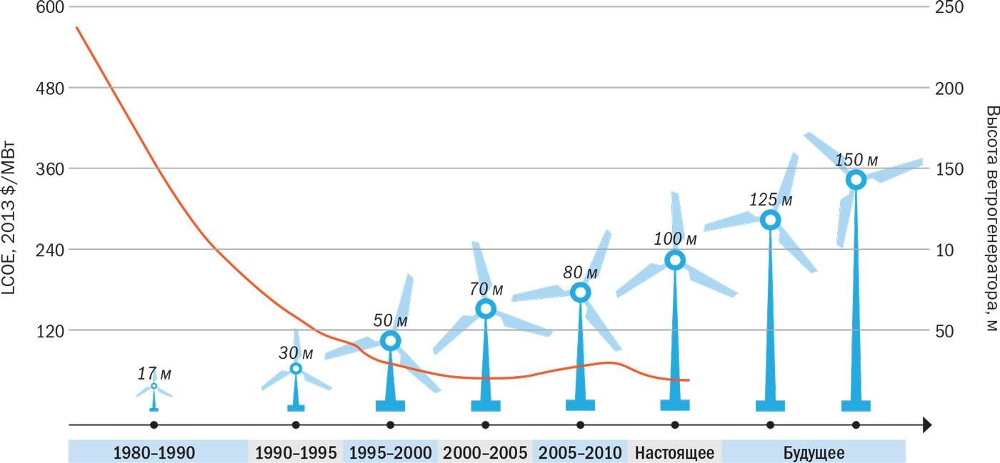 600
250
480
200
360
150
240
10
120
50
LCOE, 2013 $/МВт
Высота ветрогенератора, м
17 м
30 м
50 м
70 м
80 м
100 м
125 м
150 м
1980–1990
1990–1995
1995–2000
2000–2005
2005–2010
Настоящее
Будущее